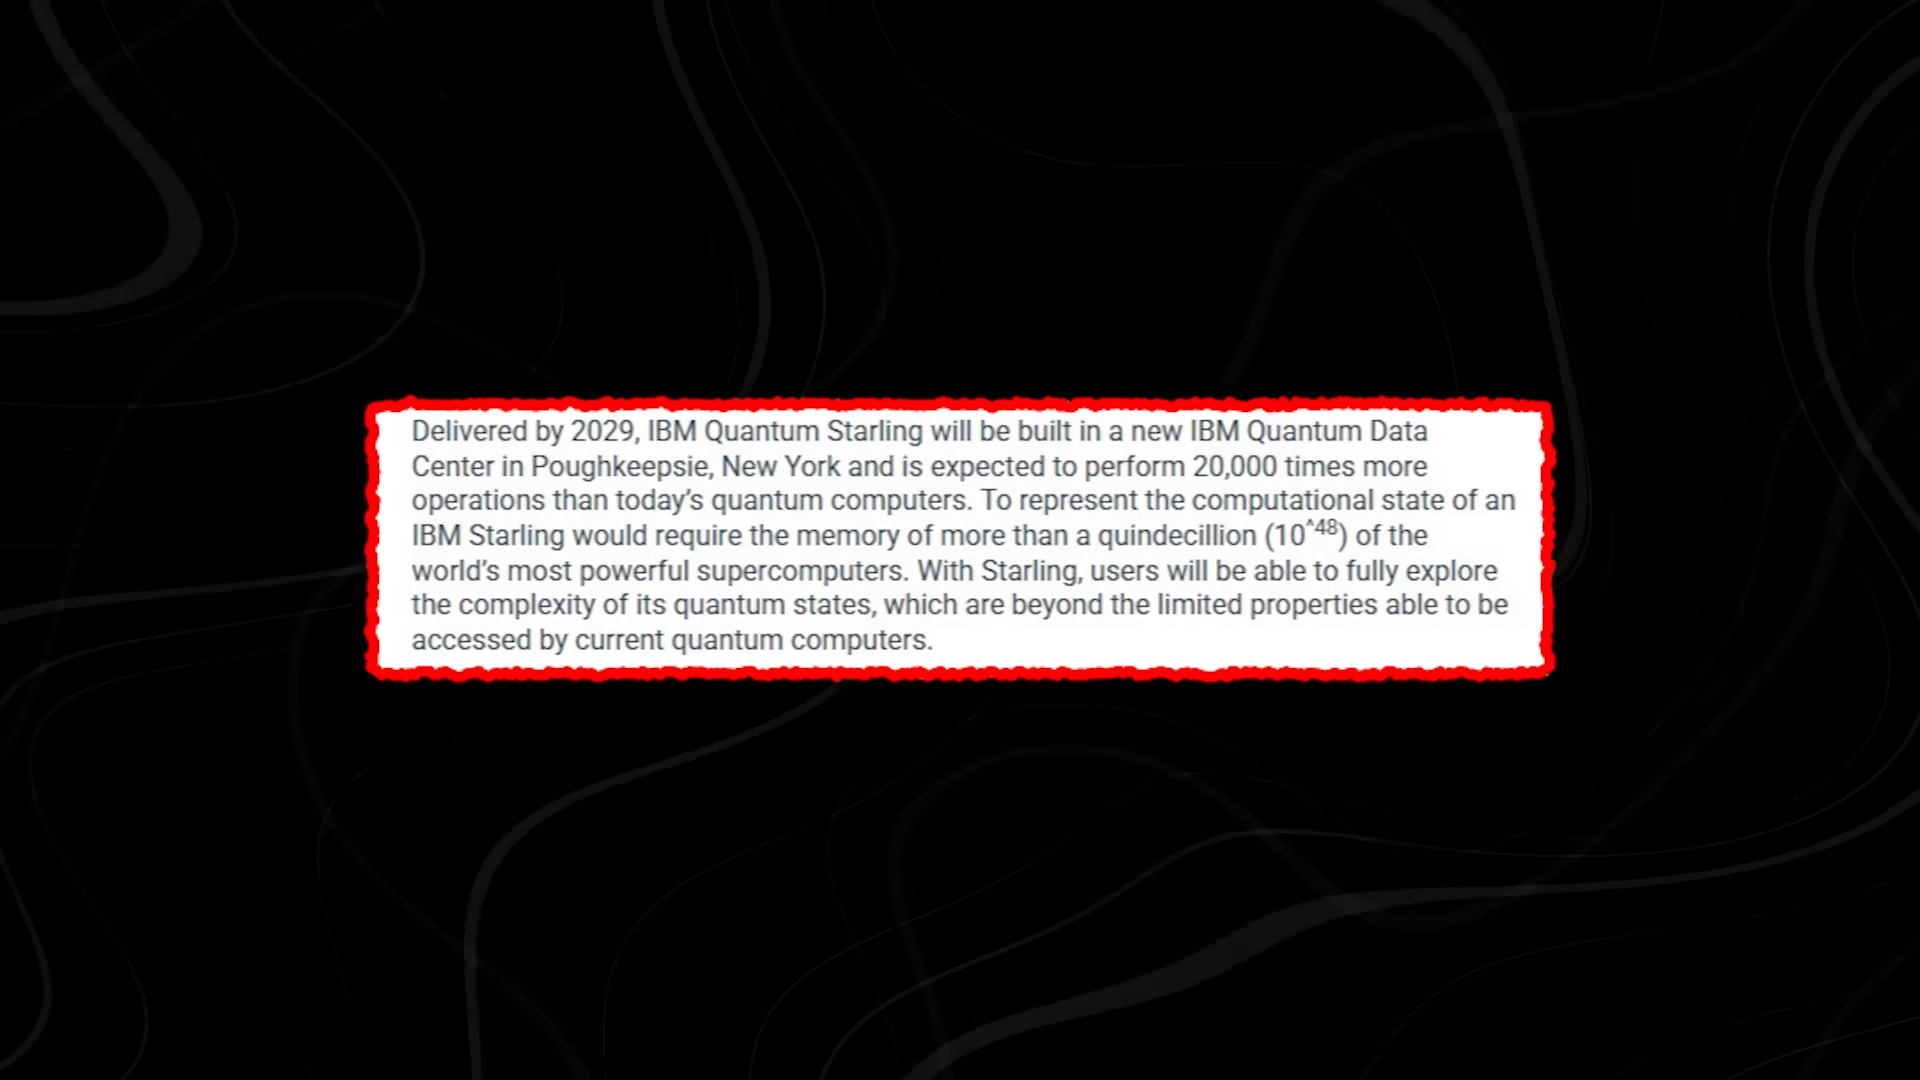 Delivered by 2029, IBM Quantum Starling will be built in a new IBM Quantum Data
Center in Poughkeepsie, New York and is expected to perform 20,000 times more
operations than today’s quantum computers. To represent the computational state of an
IBM Starling would require the memory of more than a quindecillion (10^48) of the
world’s most powerful supercomputers. With Starling, users will be able to fully explore
the complexity of its quantum states, which are beyond the limited properties able to be
accessed by current quantum computers.